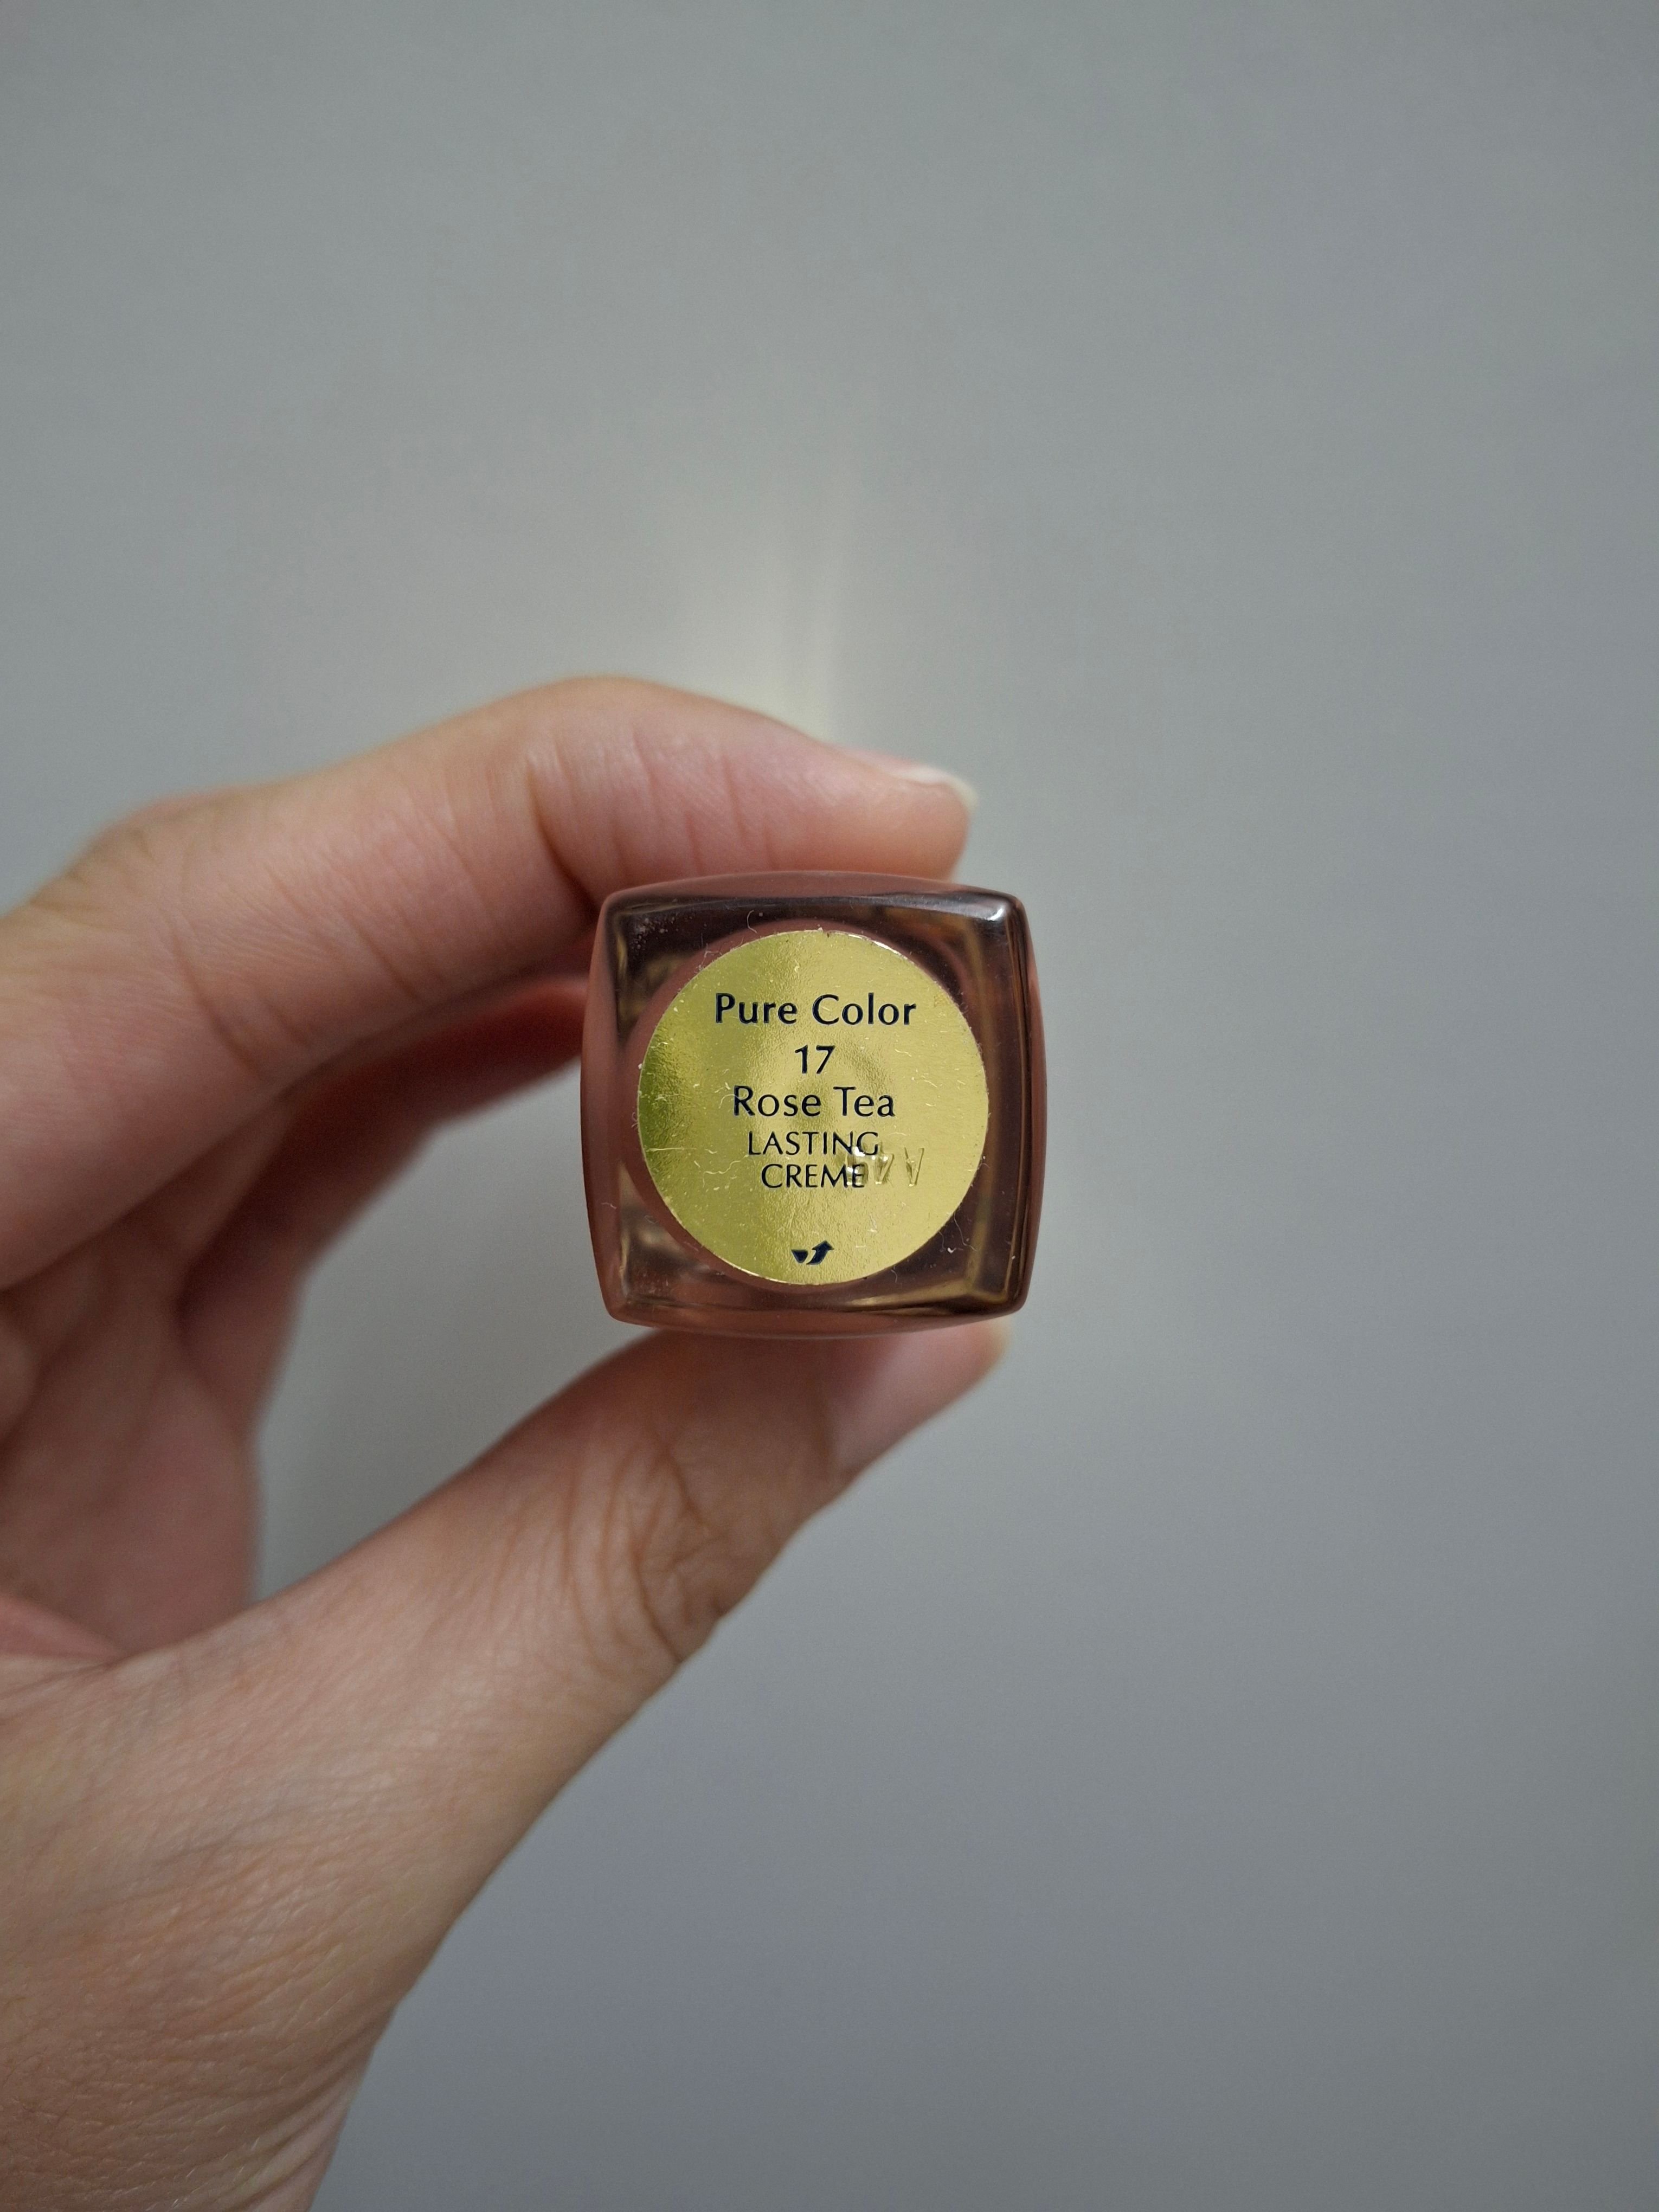 Pure Color
17
Rose Tea
LASTING
CREME